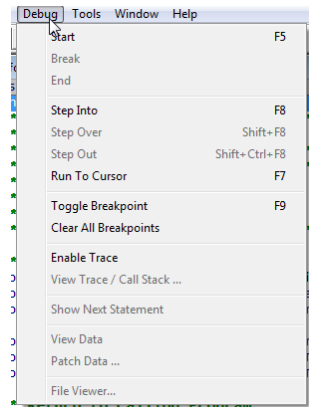 Debug Tools Window Help
Start F5
Break
End
Step Into F8
Step Over Shift+F8
Step Out Shift+Ctrl+F8
Run To Cursor F7
Toggle Breakpoint F9
Clear All Breakpoints
Enable Trace
View Trace / Call Stack ...
Show Next Statement
View Data
Patch Data ...
File Viewer...